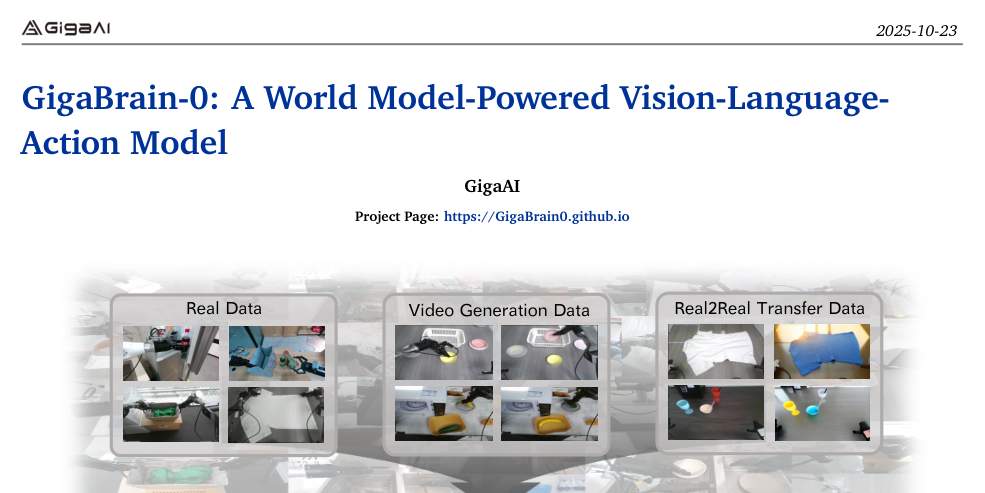 GigaAI
2025-10-23
GigaBrain-0: A World Model-Powered Vision-Language-
Action Model
GigaAI
Project Page: https://GigaBrain0.github.io
Real Data
Video Generation Data
Real2Real Transfer Data